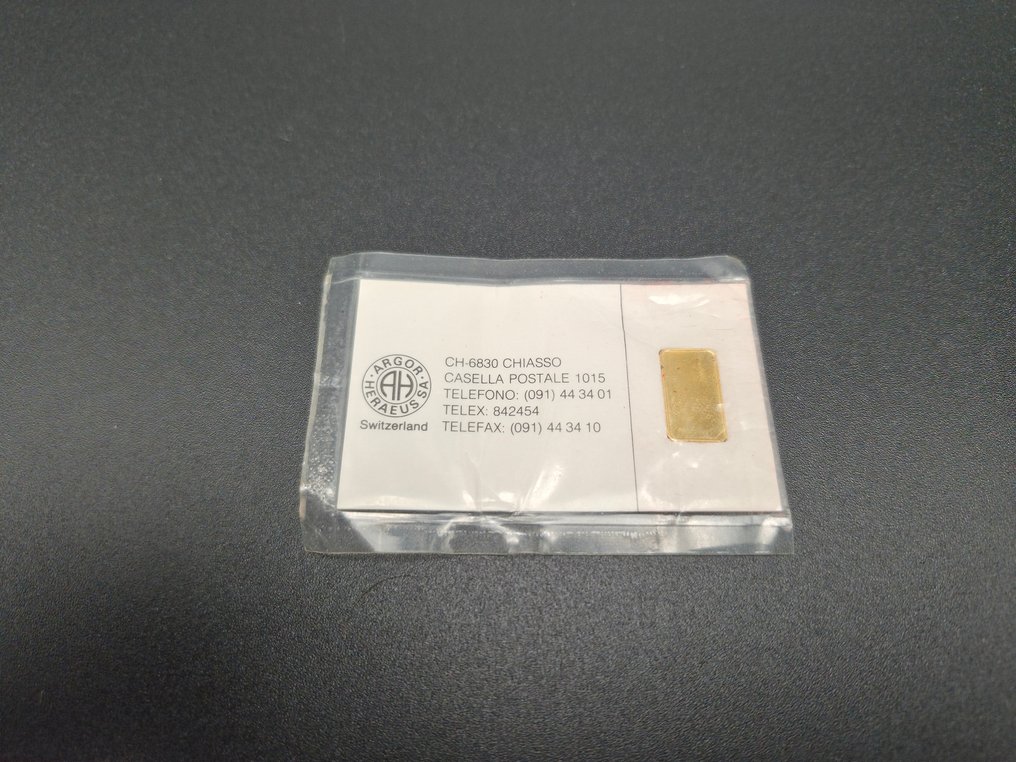 ARGOR-HERAEUS SA·
AH
Switzerland
CH-6830 CHIASSO
CASELLA POSTALE 1015
TELEFONO: (091) 44 34 01
TELEX: 842454
TELEFAX: (091) 44 34 10